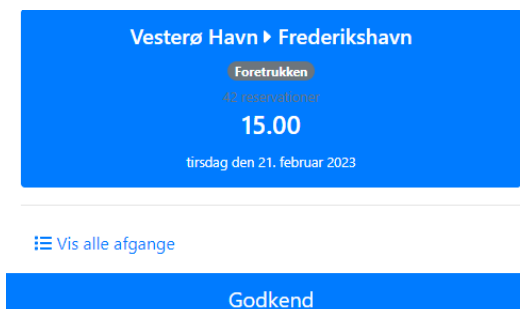 Vesterø Havn Frederikshavn
Foretrukken
42 reservationer
15.00
tirsdag den 21. februar 2023
Vis alle afgange
Godkend